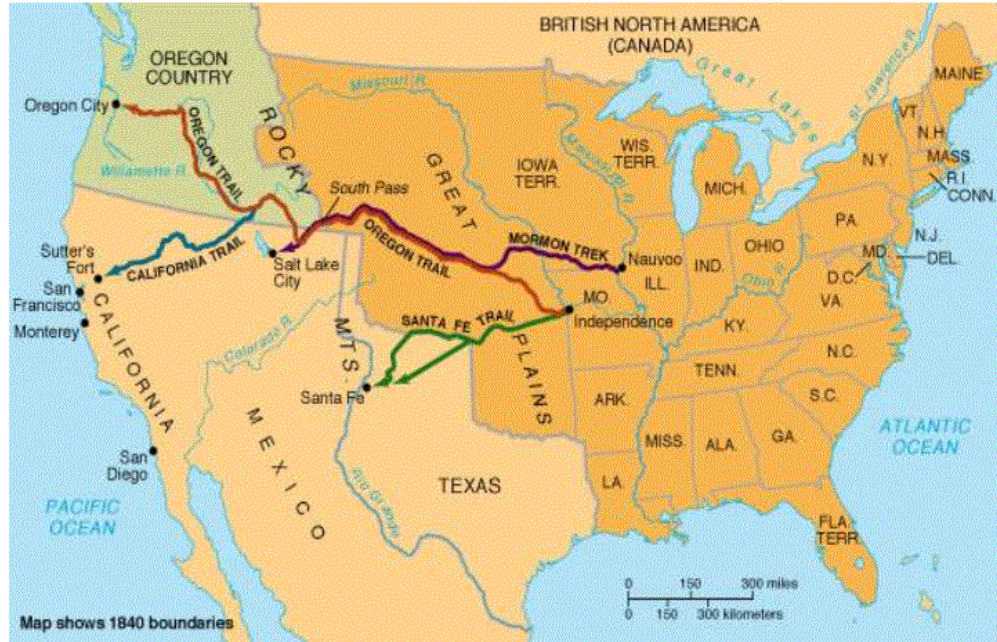 BRITISH NORTH AMERICA
(CANADA)
OREGON
COUNTRY
Oregon City
OREGON TRAIL
Willamette R.
ROCKY
MTS.
Missouri R.
GREAT
PLAINS
IOWA
TERR.
Mississippi R.
WIS.
TERR.
Great Lakes
St. Lawrence R.
MAINE
VT.
N.H.
MASS.
R.I.
CONN.
N.Y.
MICH.
PA.
N.J.
DEL.
MD.
D.C.
VA.
OHIO
Ohio R.
IND.
ILL.
Nauvoo
MORMON TREK
South Pass
OREGON TRAIL
Salt Lake
City
CALIFORNIA TRAIL
Sutter's
Fort
San
Francisco
Monterey
CALIFORNIA
Colorado R.
SANTA FE TRAIL
MO.
Independence
KY.
N.C.
TENN.
S.C.
Santa Fe
ARK.
MISS.
ALA.
GA.
ATLANTIC
OCEAN
San
Diego
MEXICO
TEXAS
LA.
PACIFIC
OCEAN
Rio Grande
FLA.
TERR.
0 150 300 miles
0 150 300 kilometers
Map shows 1840 boundaries